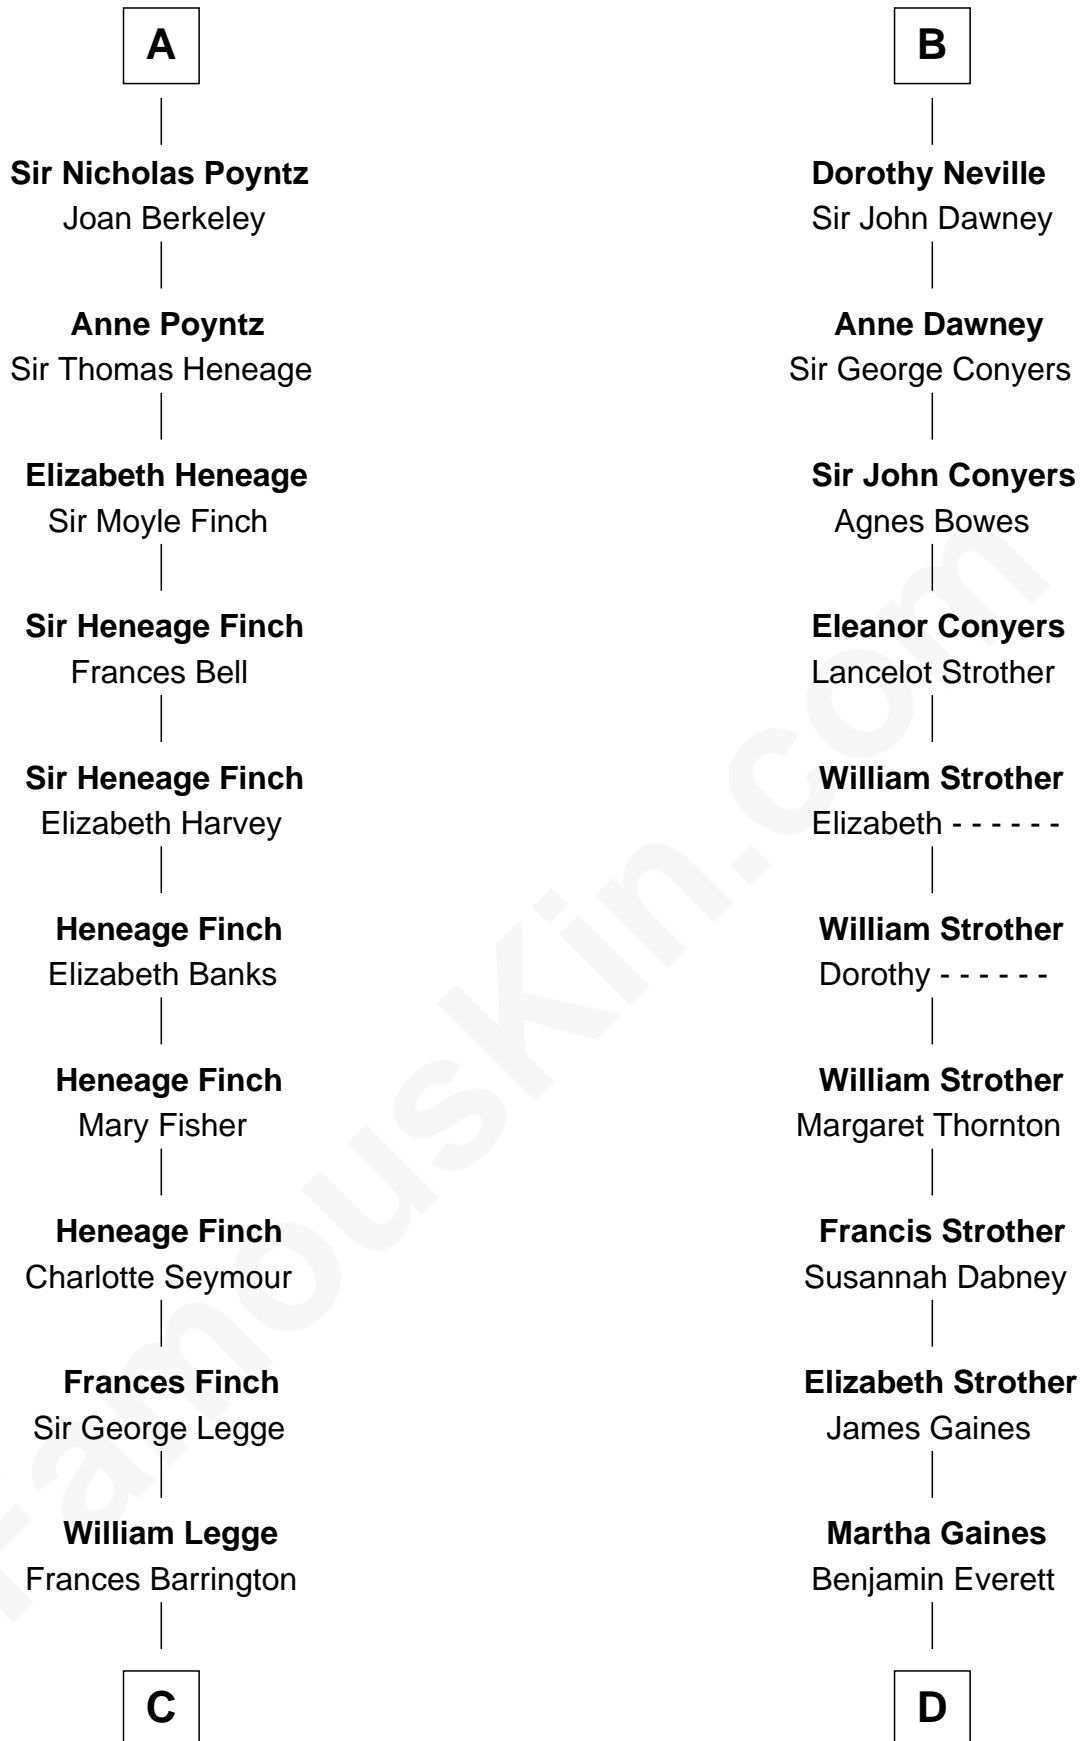 A
Sir Nicholas Poyntz
Joan Berkeley
Anne Poyntz
Sir Thomas Heneage
Elizabeth Heneage
Sir Moyle Finch
Sir Heneage Finch
Frances Bell
Sir Heneage Finch
Elizabeth Harvey
Heneage Finch
Elizabeth Banks
Heneage Finch
Mary Fisher
Heneage Finch
Charlotte Seymour
Frances Finch
Sir George Legge
William Legge
Frances Barrington
C
B
Dorothy Neville
Sir John Dawney
Anne Dawney
Sir George Conyers
Sir John Conyers
Agnes Bowes
Eleanor Conyers
Lancelot Strother
William Strother
Elizabeth - - - - - -
William Strother
Dorothy - - - - - -
William Strother
Margaret Thornton
Francis Strother
Susannah Dabney
Elizabeth Strother
James Gaines
Martha Gaines
Benjamin Everett
D
FamousKin.com